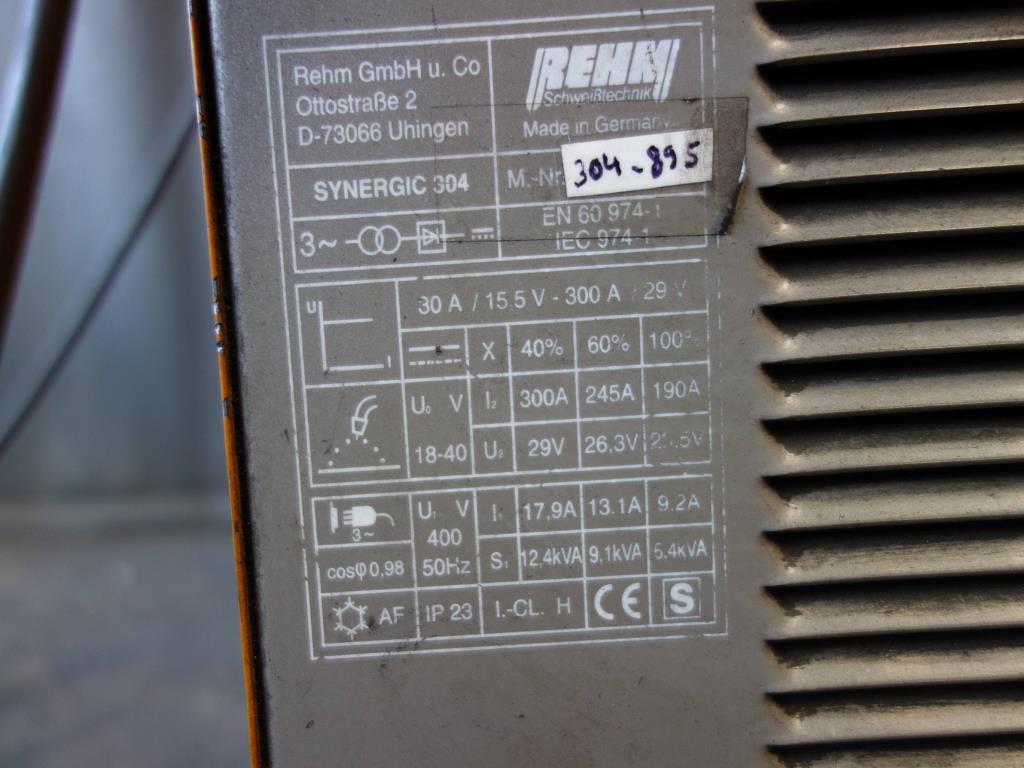 Rehm GmbH u. Co
Ottostraße 2
D-73066 Uhingen
REHM
Schweißtechnik
Made in Germany
SYNERGIC 304
M.-Nr. 304-895
3~
EN 60 974-1
IEC 974-1
U
I
30 A / 15.5 V - 300 A / 29 V
X 40% 60% 100%
U₀ V
18-40
I₂ 300A 245A 190A
U₂ 29V 26,3V
3~
U₁ V
400
50Hz
I₁ 17,9A 13.1A 9.2A
cosφ 0,98
S₁ 12,4kVA 9,1kVA 6.4kVA
AF IP 23 I.-CL. H CE S